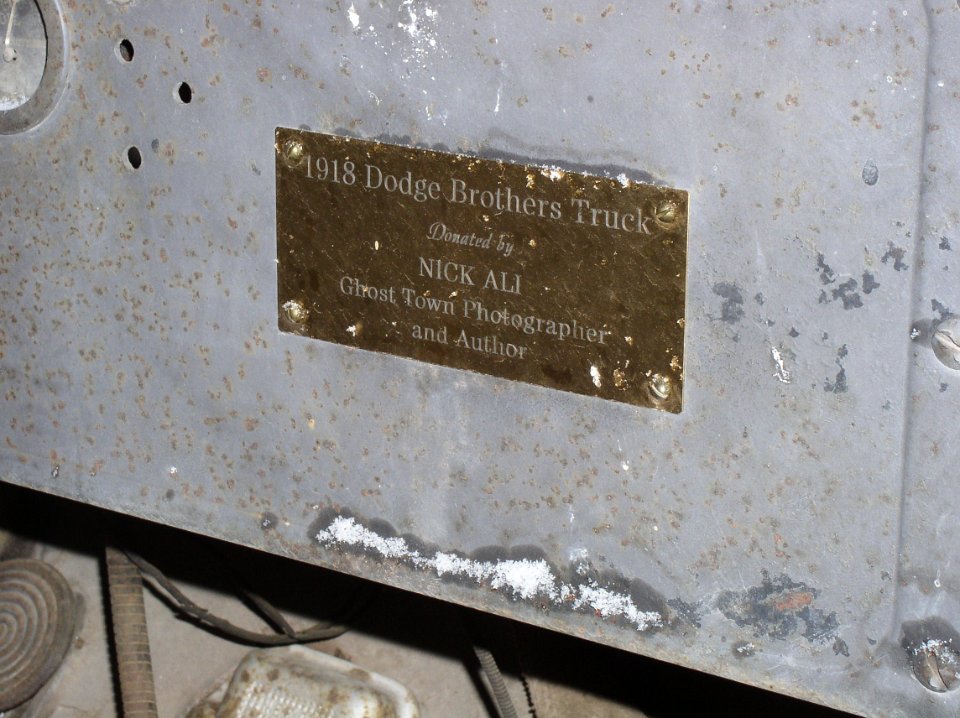 1918 Dodge Brothers Truck
Donated by
NICK ALI
Ghost Town Photographer
and Author